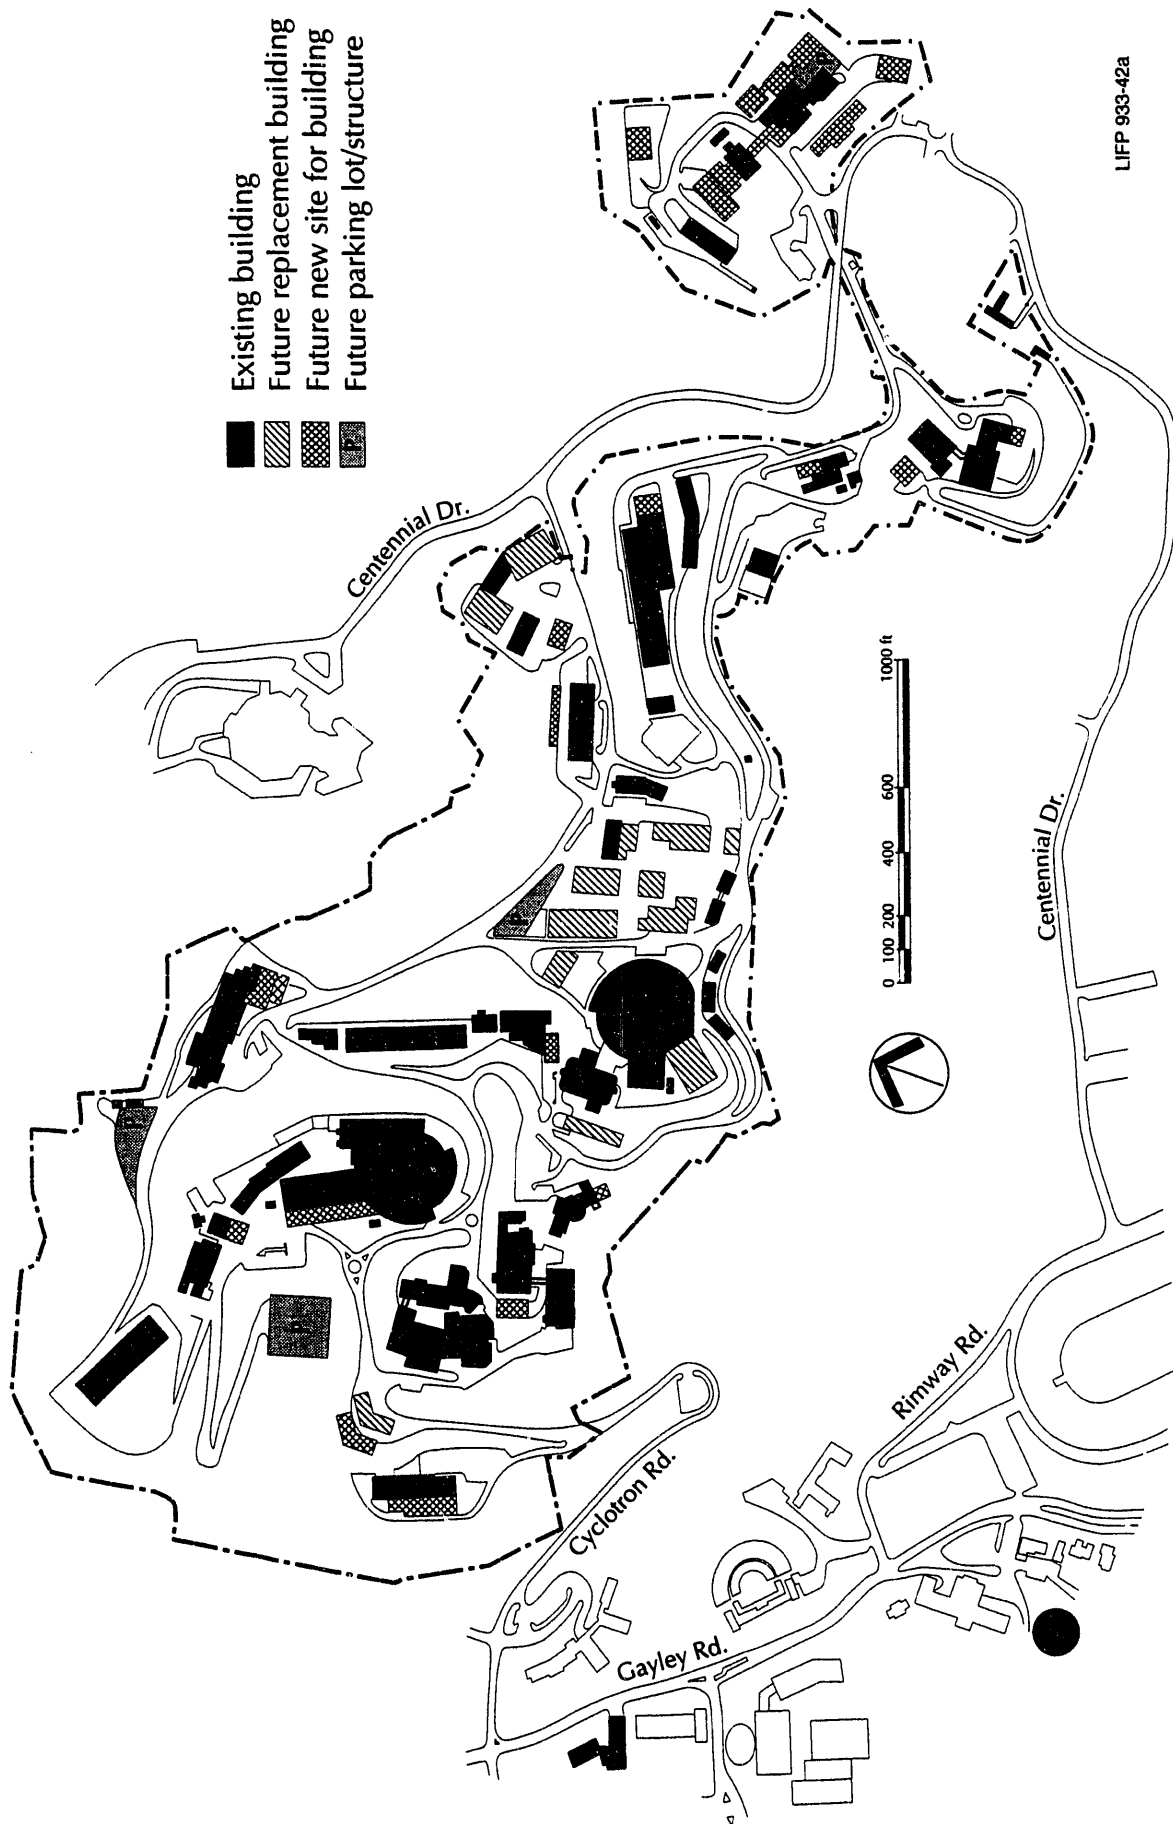 Existing building
Future replacement building
Future new site for building
P Future parking lot/structure
Centennial Dr.
P
P
P
P
0 100 200 400 600 1000 ft
Centennial Dr.
Rimway Rd.
Cyclotron Rd.
Gayley Rd.
LIFP 933-42a